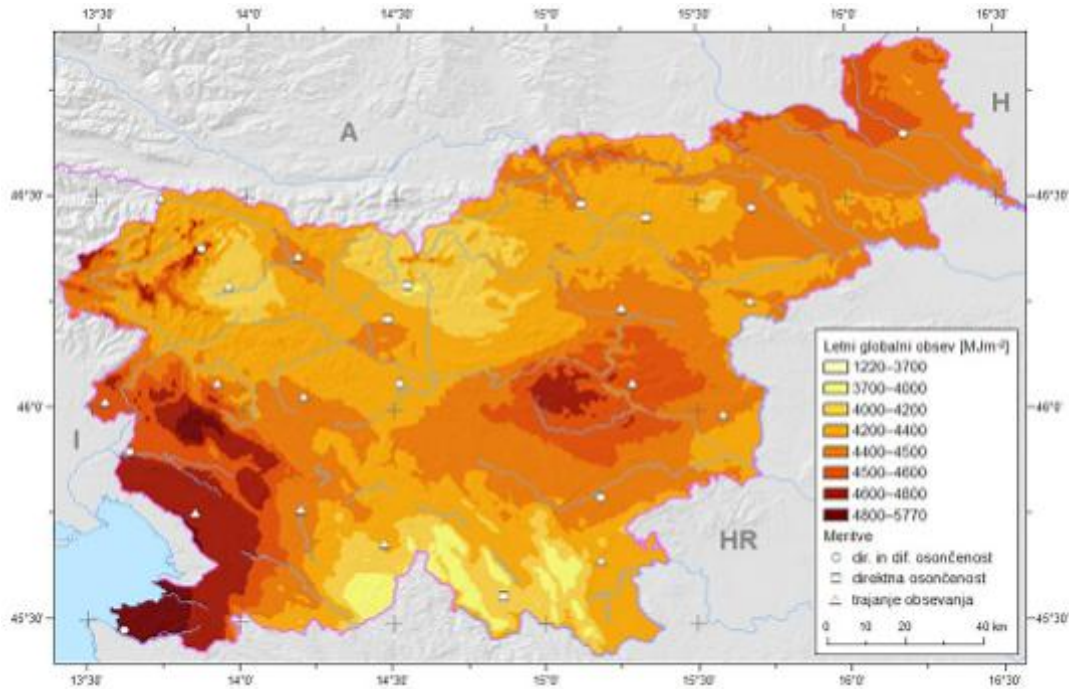 13°30' 14°0' 14°30' 15°0' 15°30' 16°0' 16°30'
A
H
46°30' 46°30'
46°0' 46°0'
I
HR
45°30' 45°30'
Letni globalni obsev [MJm⁻²]
1220–3700
3700–4000
4000–4200
4200–4400
4400–4500
4500–4600
4600–4800
4800–5770
Meritve
dir. in dif. osončenost
direktna osončenost
trajanje obsevanja
0 20 40 km
13°30' 14°0' 14°30' 15°0' 15°30' 16°0' 16°30'